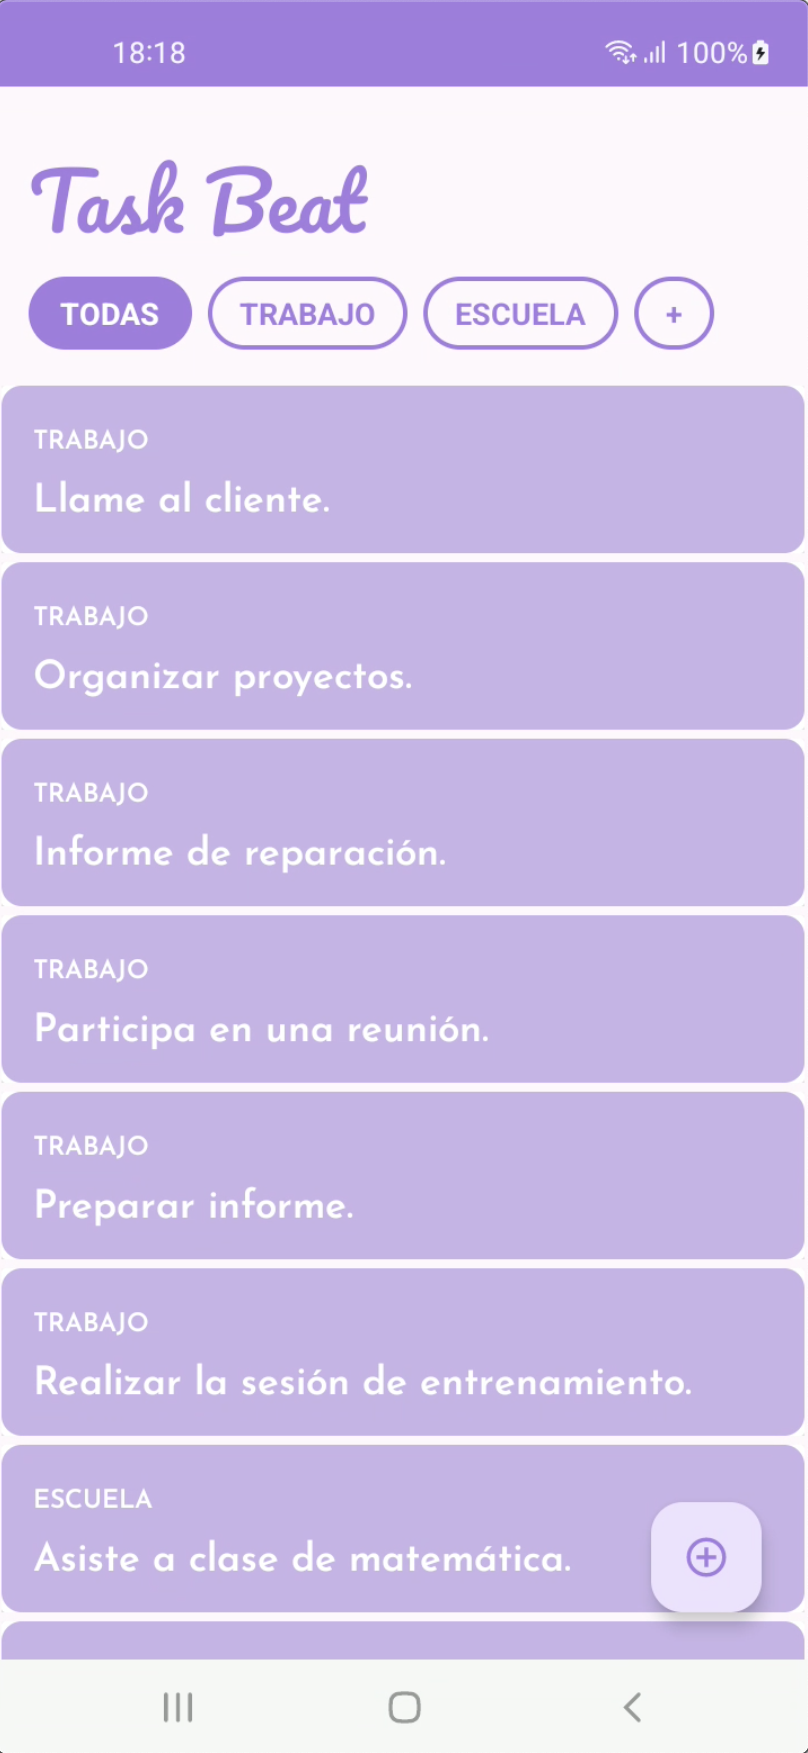 18:18 100%
Task Beat
TODAS TRABAJO ESCUELA +
TRABAJO
Llame al cliente.
TRABAJO
Organizar proyectos.
TRABAJO
Informe de reparación.
TRABAJO
Participa en una reunión.
TRABAJO
Preparar informe.
TRABAJO
Realizar la sesión de entrenamiento.
ESCUELA
Asiste a clase de matemática.